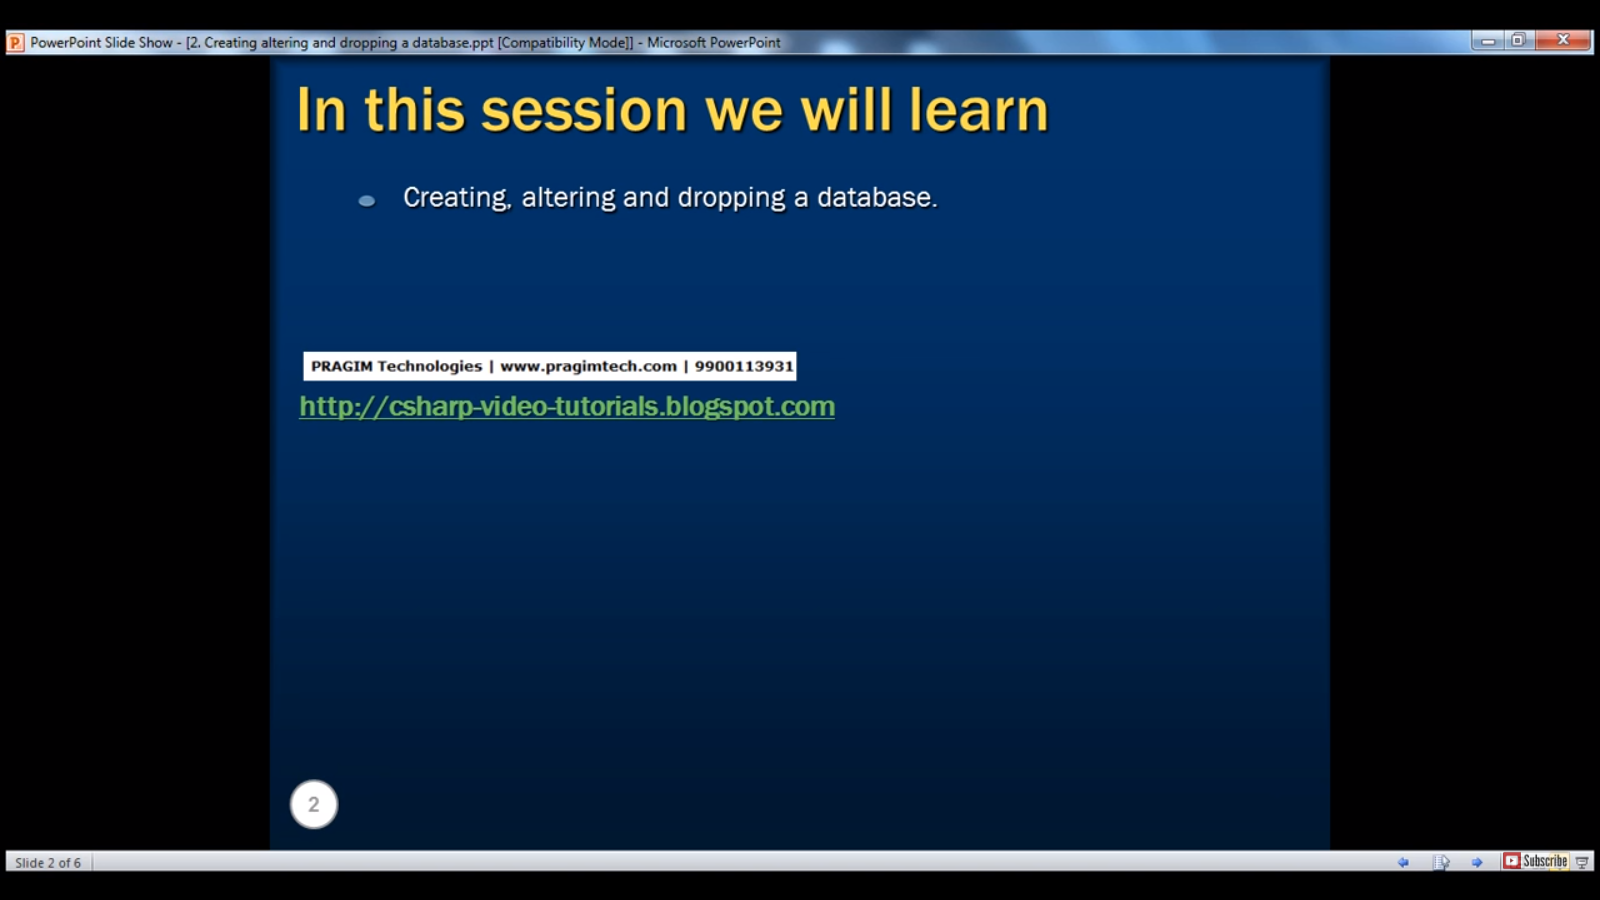 PowerPoint Slide Show - [2. Creating altering and dropping a database.ppt [Compatibility Mode]] - Microsoft PowerPoint
In this session we will learn
Creating, altering and dropping a database.
PRAGIM Technologies | www.pragimtech.com | 9900113931
http://csharp-video-tutorials.blogspot.com
2
Slide 2 of 6
Subscribe